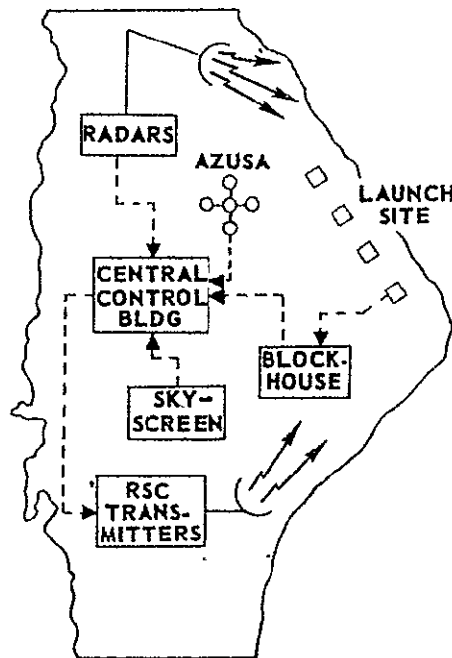 RADARS
AZUSA
LAUNCH
SITE
CENTRAL
CONTROL
BLDG
BLOCK-
HOUSE
SKY-
SCREEN
RSC
TRANS-
MITTERS